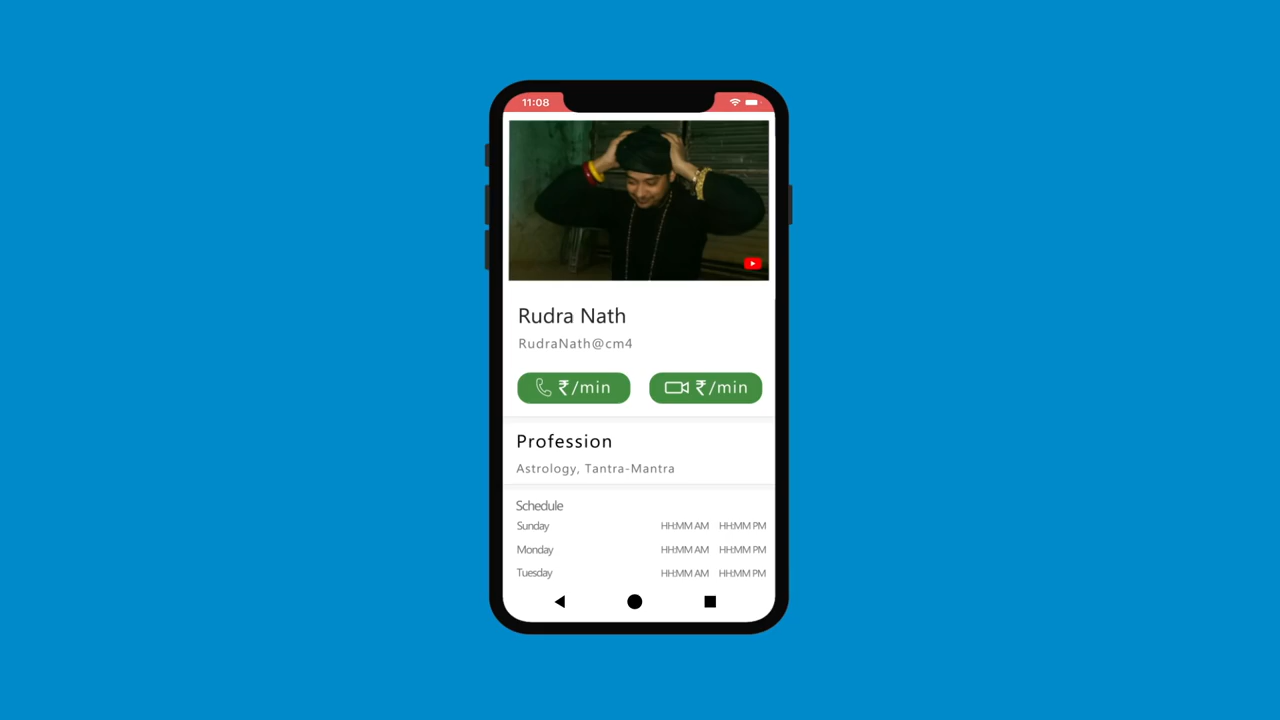 11:08
Rudra Nath
RudraNath@cm4
₹/min ₹/min
Profession
Astrology, Tantra-Mantra
Schedule
Sunday HH:MM AM HH:MM PM
Monday HH:MM AM HH:MM PM
Tuesday HH:MM AM HH:MM PM